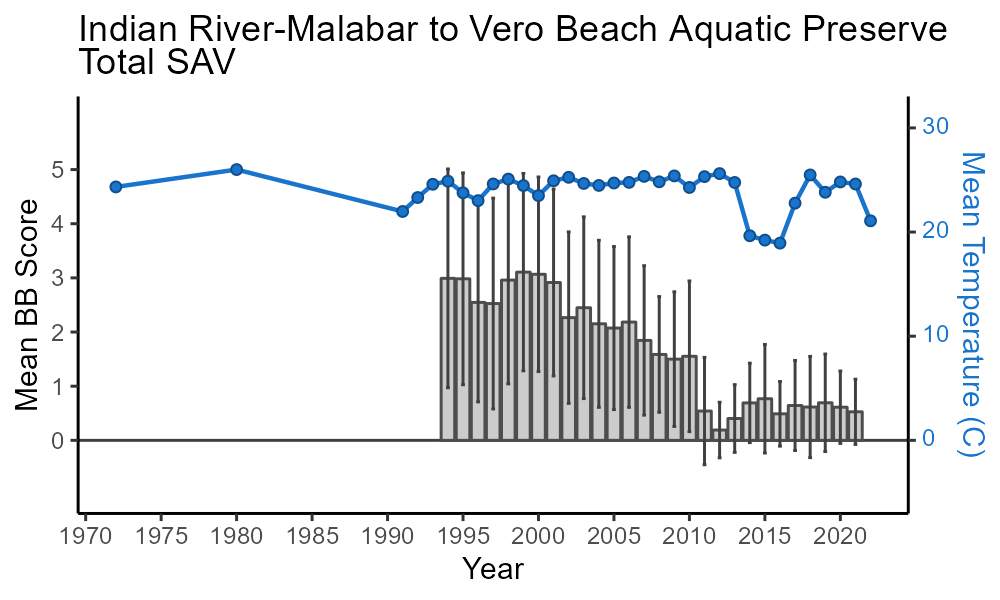 Indian River-Malabar to Vero Beach Aquatic Preserve
Total SAV
Mean BB Score
5
4
3
2
1
0
30
20
10
0
Mean Temperature (C)
1970 1975 1980 1985 1990 1995 2000 2005 2010 2015 2020
Year